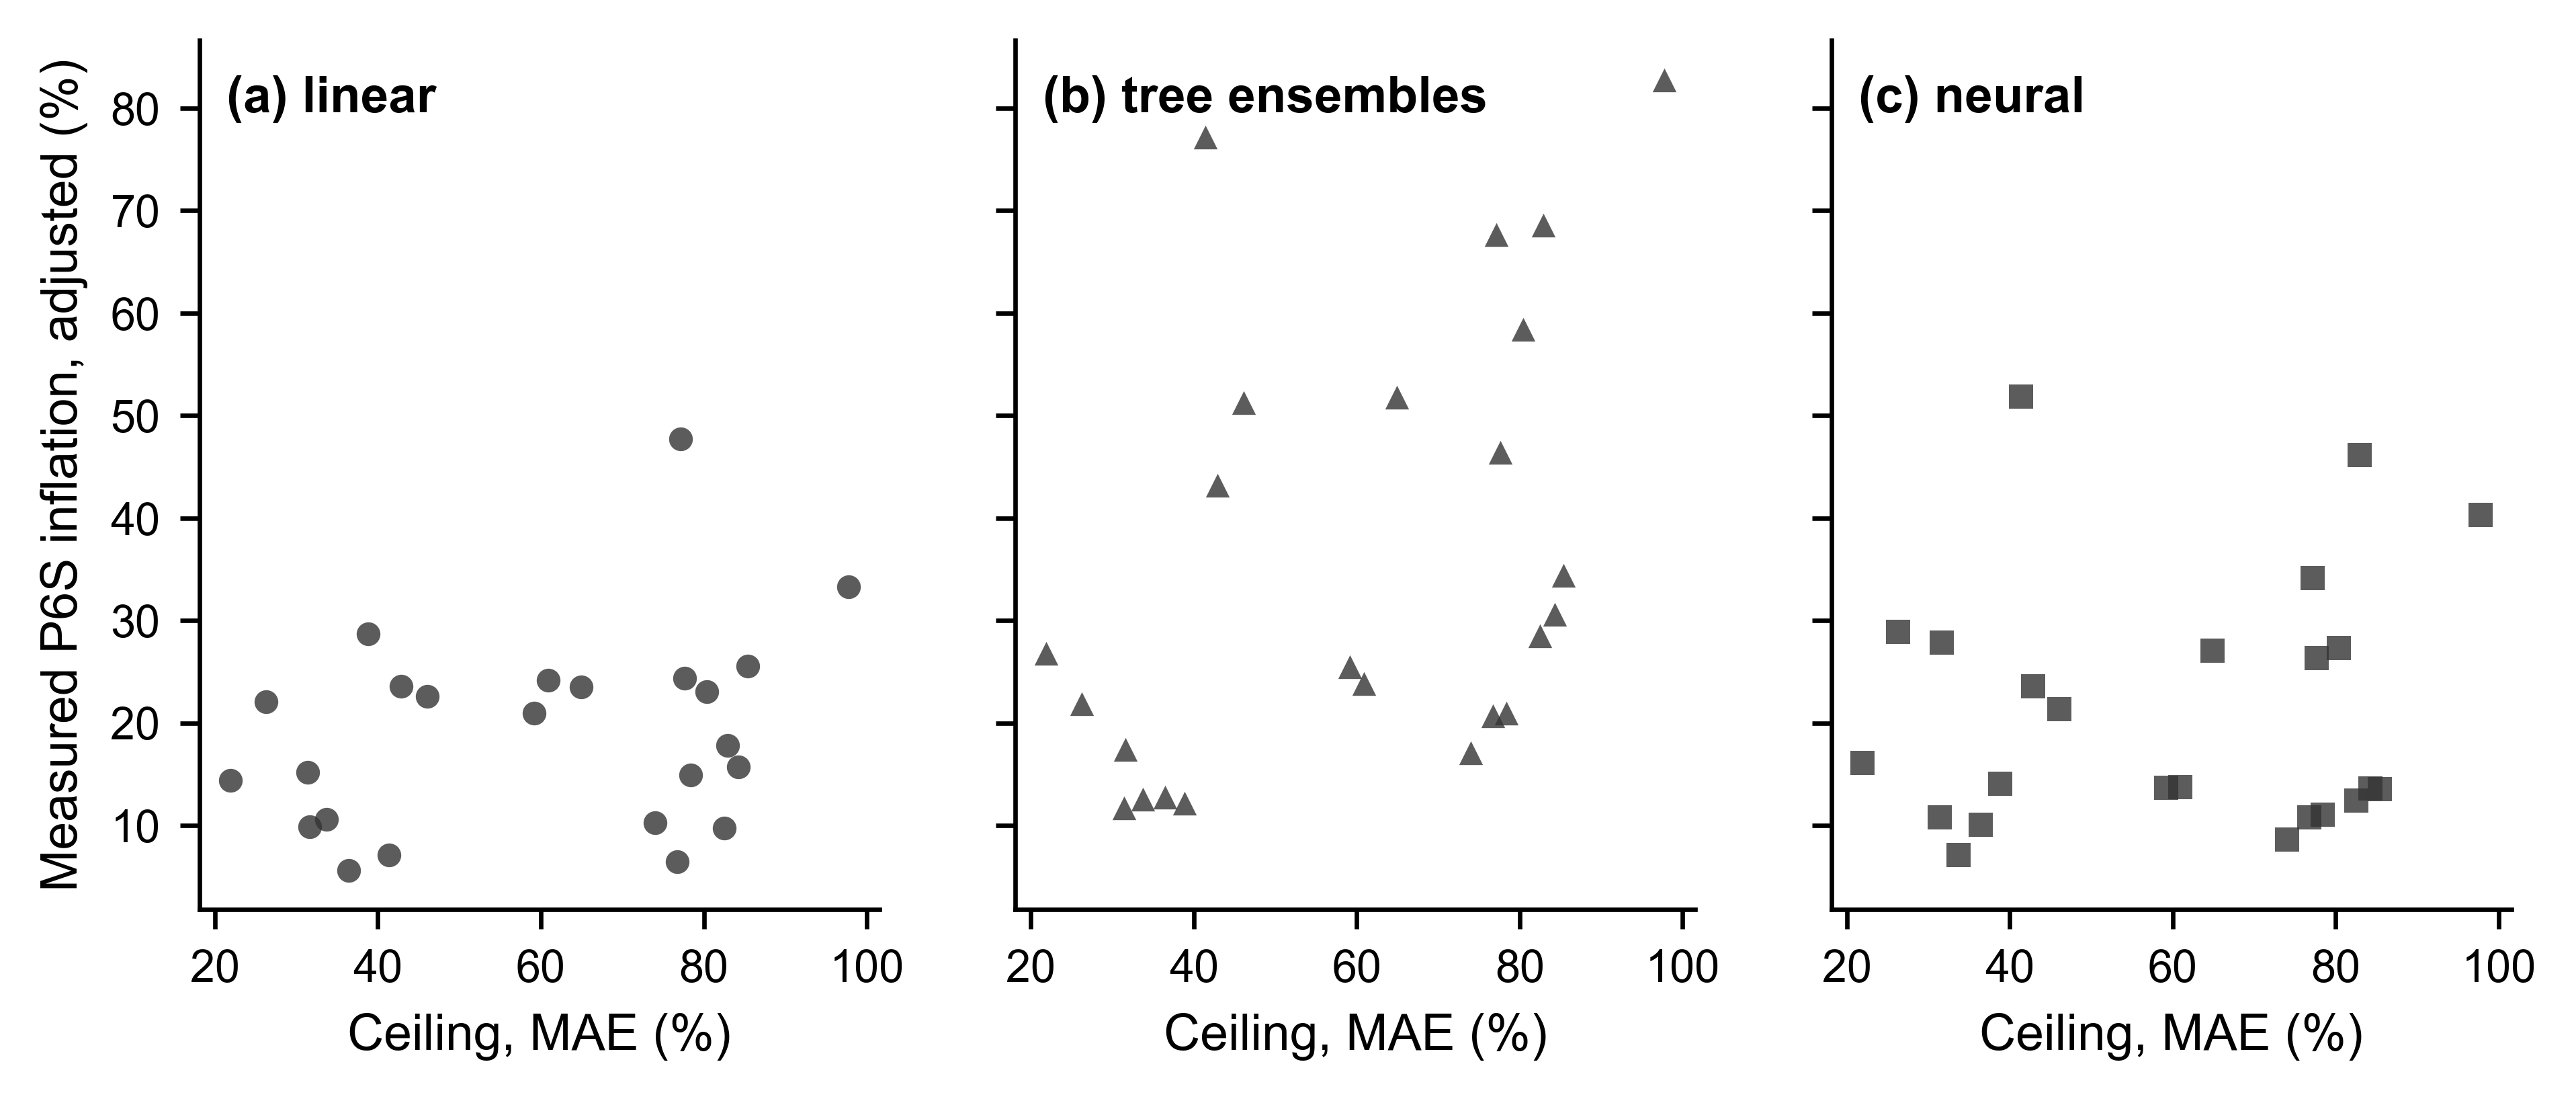 Measured P6S inflation, adjusted (%)
80
70
60
50
40
30
20
10
(a) linear
20 40 60 80 100
Ceiling, MAE (%)
(b) tree ensembles
20 40 60 80 100
Ceiling, MAE (%)
(c) neural
20 40 60 80 100
Ceiling, MAE (%)